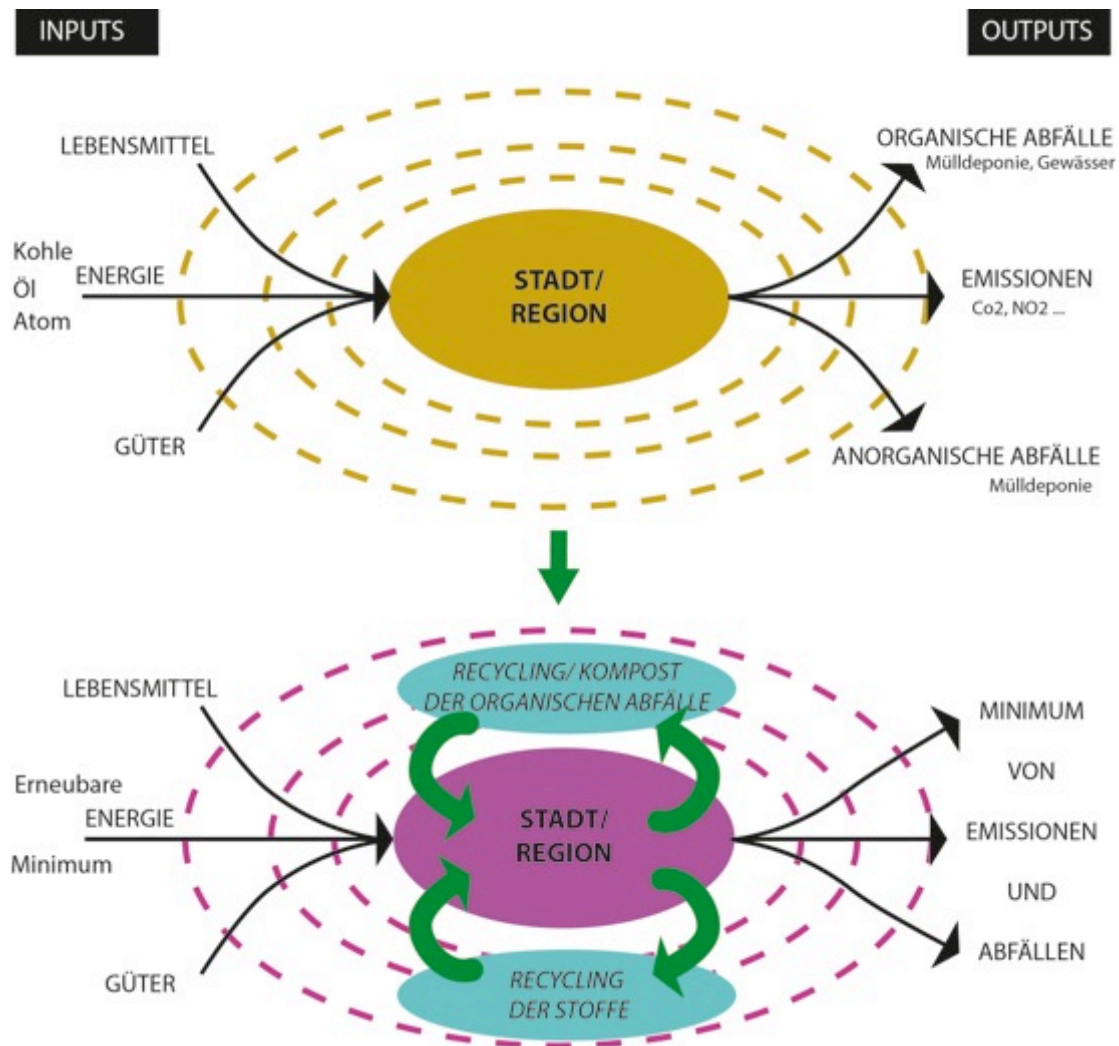 INPUTS
OUTPUTS
LEBENSMITTEL
ORGANISCHE ABFÄLLE
Mülldeponie, Gewässer
Kohle
ENERGIE
Öl
Atom
STADT/
REGION
EMISSIONEN
Co2, NO2 ...
GÜTER
ANORGANISCHE ABFÄLLE
Mülldeponie
LEBENSMITTEL
RECYCLING/ KOMPOST
DER ORGANISCHEN ABFÄLLE
Erneubare
ENERGIE
Minimum
STADT/
REGION
MINIMUM
VON
EMISSIONEN
UND
ABFÄLLEN
GÜTER
RECYCLING
DER STOFFE